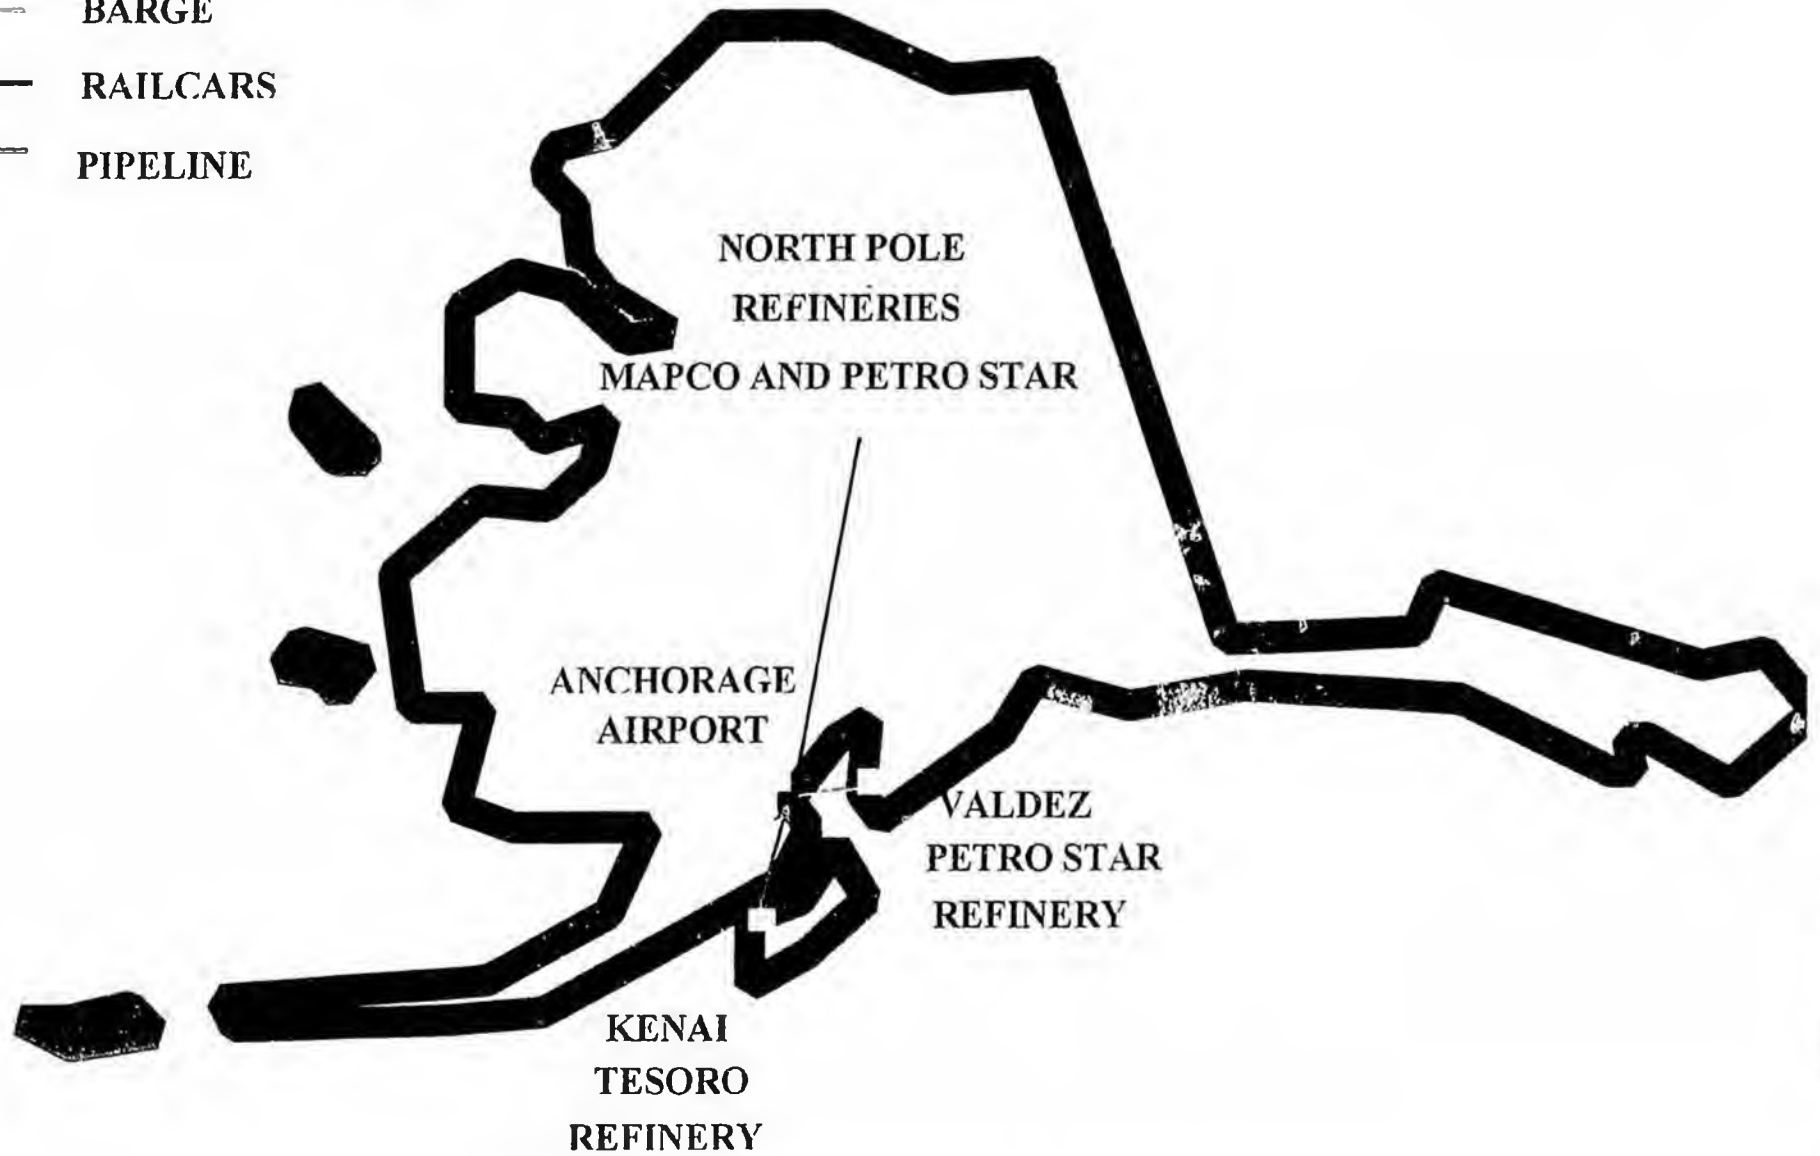 BARGE
RAILCARS
PIPELINE
NORTH POLE
REFINERIES
MAPCO AND PETRO STAR
ANCHORAGE
AIRPORT
VALDEZ
PETRO STAR
REFINERY
KENAI
TESORO
REFINERY